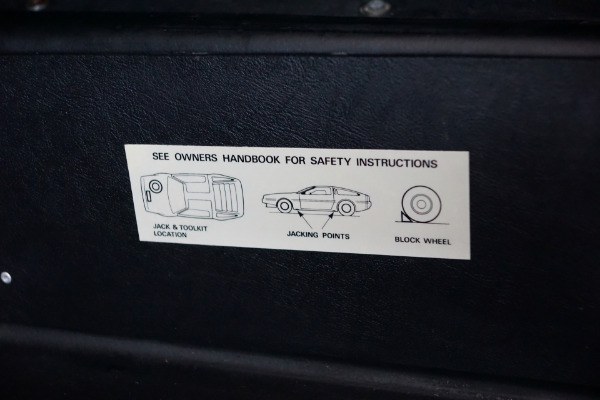 SEE OWNERS HANDBOOK FOR SAFETY INSTRUCTIONS
JACK & TOOLKIT
LOCATION
JACKING POINTS
BLOCK WHEEL